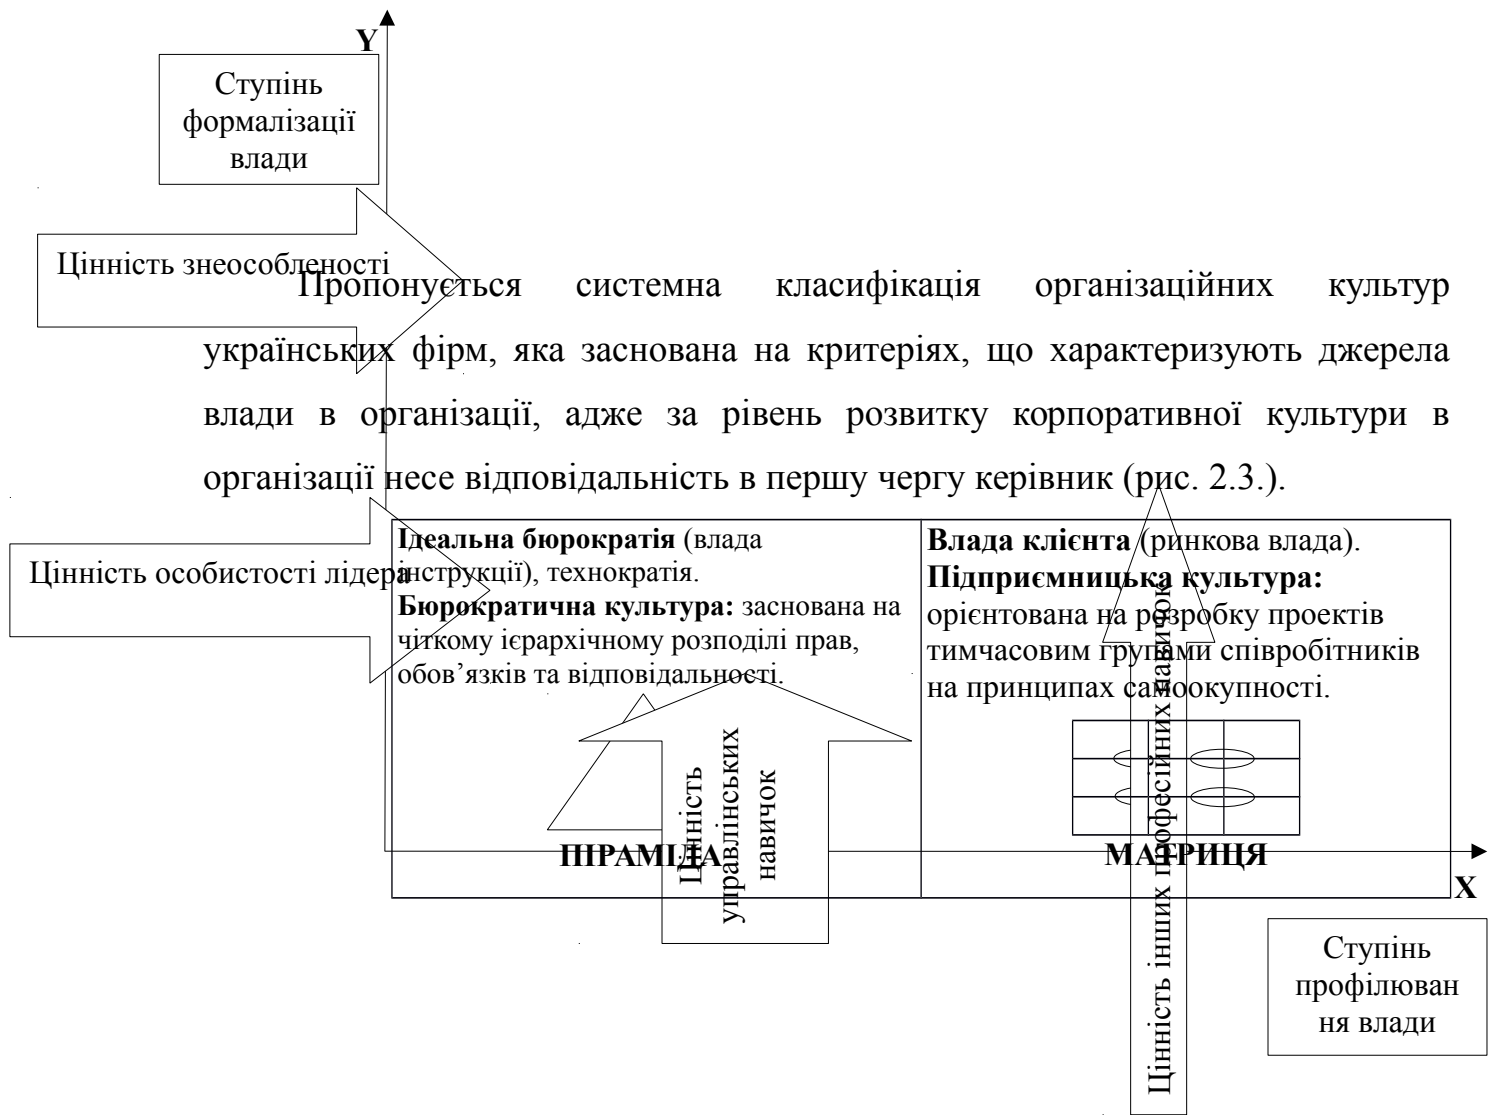 Y
Ступінь
формалізації
влади
Цінність знеособленості
Пропонується системна класифікація організаційних культур
українських фірм, яка заснована на критеріях, що характеризують джерела
влади в організації, адже за рівень розвитку корпоративної культури в
організації несе відповідальність в першу чергу керівник (рис. 2.3.).
Цінність особистості лідера
Ідеальна бюрократія (влада
інструкції), технократія.
Бюрократична культура: заснована на
чіткому ієрархічному розподілі прав,
обов’язків та відповідальності.
ПІРАМІДА
Цінність
управлінських
навичок
Влада клієнта (ринкова влада).
Підприємницька культура:
орієнтована на розробку проектів
тимчасовим групами співробітників
на принципах самоокупності.
МАТРИЦЯ
Цінність інших професійних навичок
X
Ступінь
профілюван
ня влади